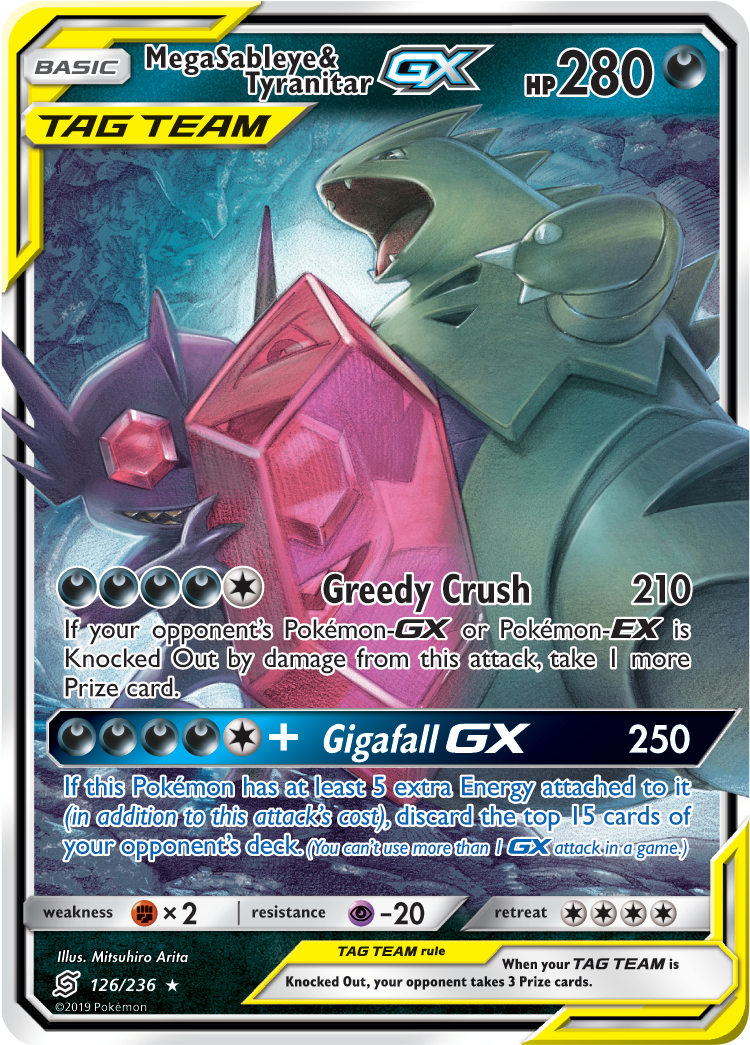 BASIC
MegaSableye&
Tyranitar GX
HP280
TAG TEAM
Greedy Crush 210
If your opponent's Pokémon-GX or Pokémon-EX is
Knocked Out by damage from this attack, take 1 more
Prize card.
+ Gigafall GX 250
If this Pokémon has at least 5 extra Energy attached to it
(in addition to this attack's cost), discard the top 15 cards of
your opponent's deck. (You can't use more than 1 GX attack in a game.)
weakness ×2 resistance -20 retreat
Illus. Mitsuhiro Arita
126/236 ★
©2019 Pokémon
TAG TEAM rule
When your TAG TEAM is
Knocked Out, your opponent takes 3 Prize cards.